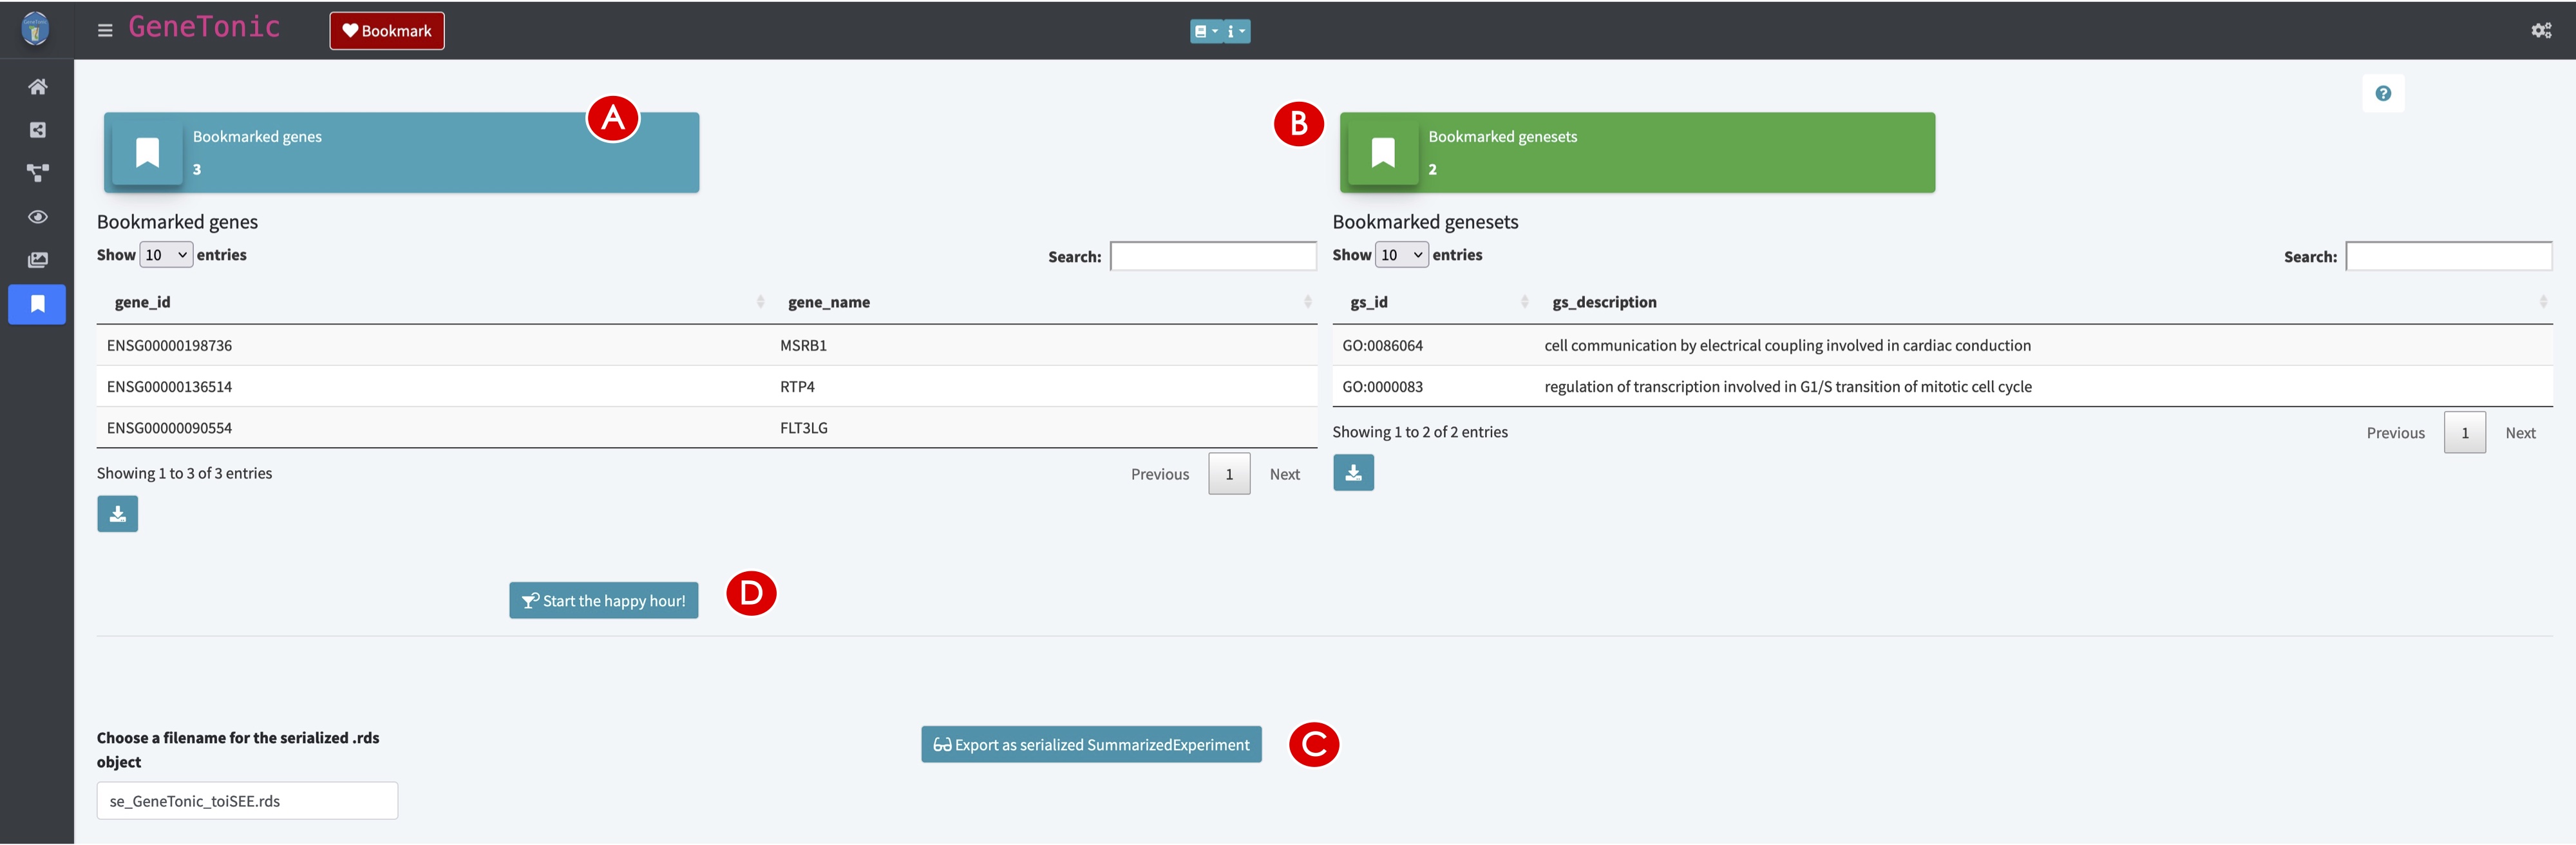 GeneTonic
Bookmark
A
Bookmarked genes
3
B
Bookmarked genesets
2
Bookmarked genes
Show 10 entries
Search:
gene_id gene_name
ENSG00000198736 MSRB1
ENSG00000136514 RTP4
ENSG00000090554 FLT3LG
Showing 1 to 3 of 3 entries
Previous 1 Next
Bookmarked genesets
Show 10 entries
Search:
gs_id gs_description
GO:0086064 cell communication by electrical coupling involved in cardiac conduction
GO:0000083 regulation of transcription involved in G1/S transition of mitotic cell cycle
Showing 1 to 2 of 2 entries
Previous 1 Next
Start the happy hour!
D
Choose a filename for the serialized .rds
object
se_GeneTonic_toiSEE.rds
Export as serialized SummarizedExperiment
C